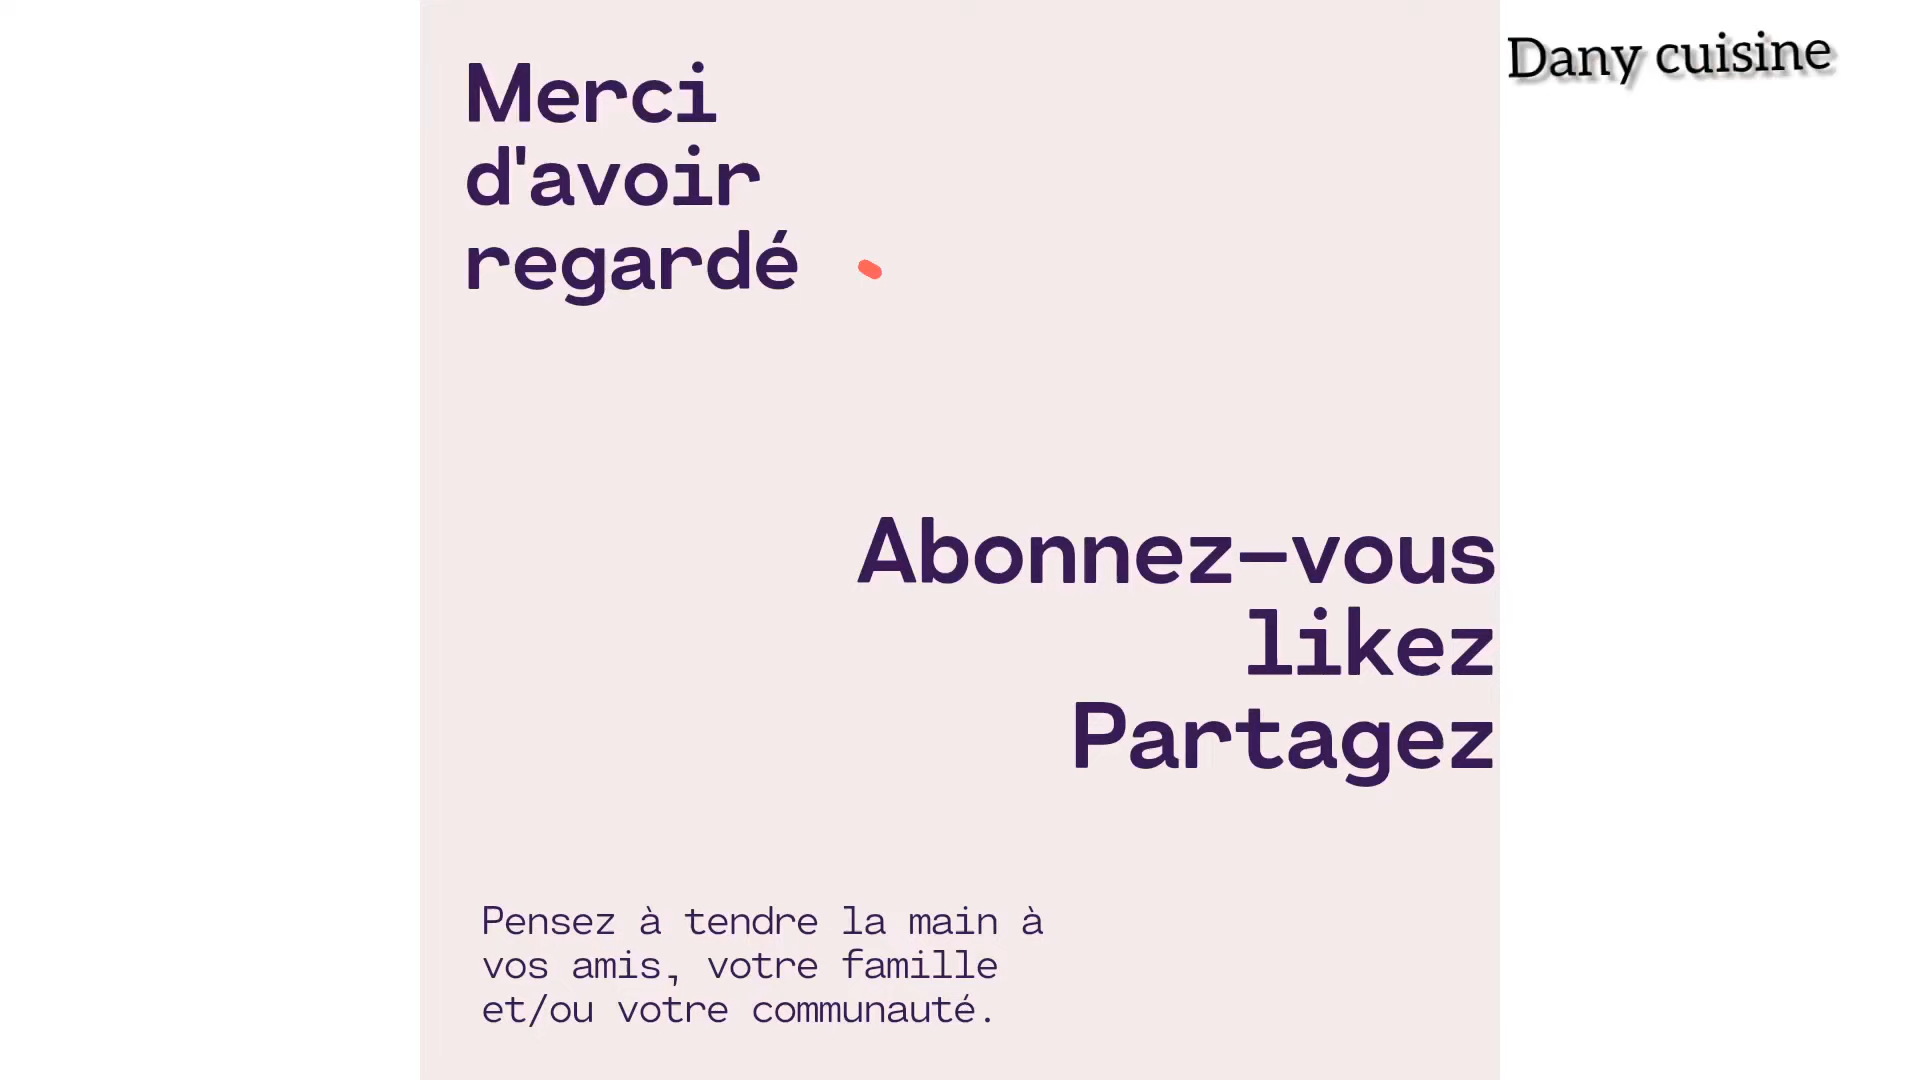 Merci
d'avoir
regardé
Dany cuisine
Abonnez-vous
likez
Partagez
Pensez à tendre la main à
vos amis, votre famille
et/ou votre communauté.